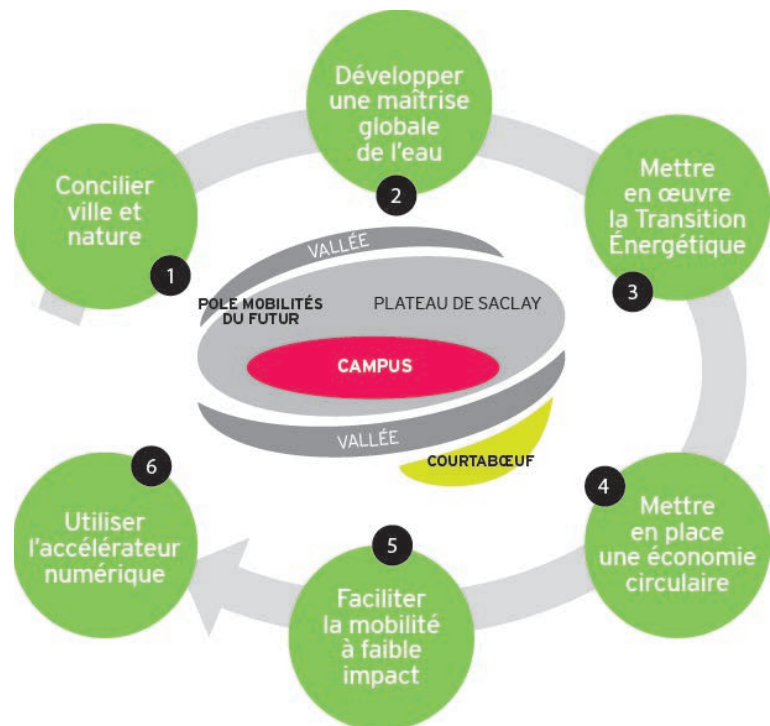 Concilier
ville et
nature
1
Développer
une maîtrise
globale
de l'eau
2
Mettre
en œuvre
la Transition
Énergétique
3
VALLÉE
POLE MOBILITÉS
DU FUTUR
PLATEAU DE SACLAY
CAMPUS
VALLÉE
COURTABŒUF
4
Mettre
en place
une économie
circulaire
5
Faciliter
la mobilité
à faible
impact
6
Utiliser
l'accélérateur
numérique